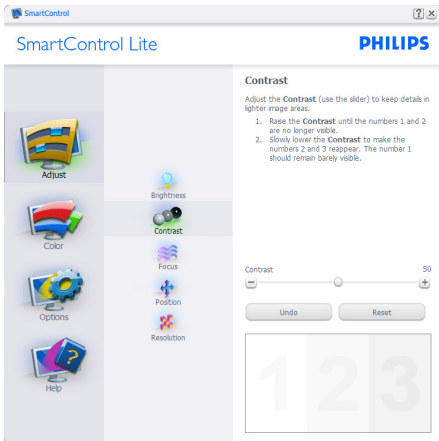 SmartControl
? ×
SmartControl Lite
PHILIPS
Adjust
Color
Options
Help
Brightness
Contrast
Focus
Position
Resolution
Contrast
Adjust the Contrast (use the slider) to keep details in
lighter image areas.
1. Raise the Contrast until the numbers 1 and 2
are no longer visible.
2. Slowly lower the Contrast to make the
numbers 2 and 3 reappear. The number 1
should remain barely visible.
Contrast 50
Undo Reset
1 2 3